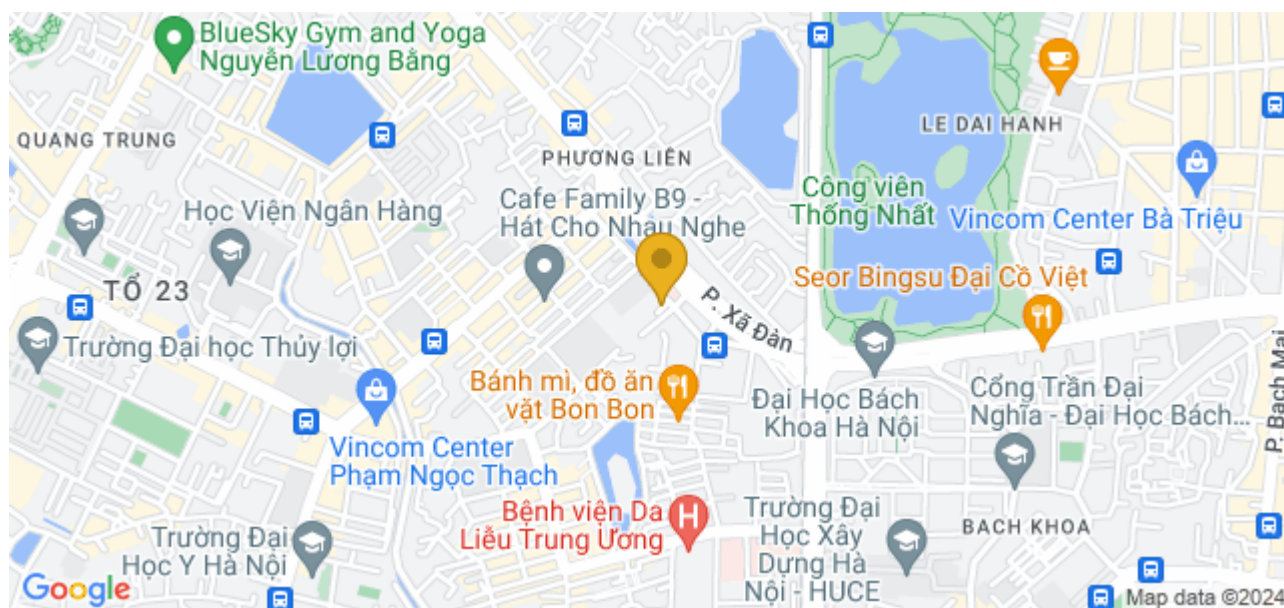 BlueSky Gym and Yoga
Nguyễn Lương Bằng
QUANG TRUNG
PHƯƠNG LIÊN
LE DAI HANH
Cafe Family B9 -
Hát Cho Nhau Nghe
Học Viện Ngân Hàng
Công viên
Thống Nhất
Vincom Center Bà Triệu
TỔ 23
P. Xã Đàn
Seor Bingsu Đại Cồ Việt
Trường Đại học Thủy lợi
Bánh mì, đồ ăn
vặt Bon Bon
Đại Học Bách
Khoa Hà Nội
Cổng Trần Đại
Nghĩa - Đại Học Bách...
P. Bạch Mai
Vincom Center
Phạm Ngọc Thạch
Bệnh viện Da
Liễu Trung Ương
Trường Đại
Học Xây
Dựng Hà
Nội - HUCE
BACH KHOA
Trường Đại
Học Y Hà Nội
Google
Map data ©2024